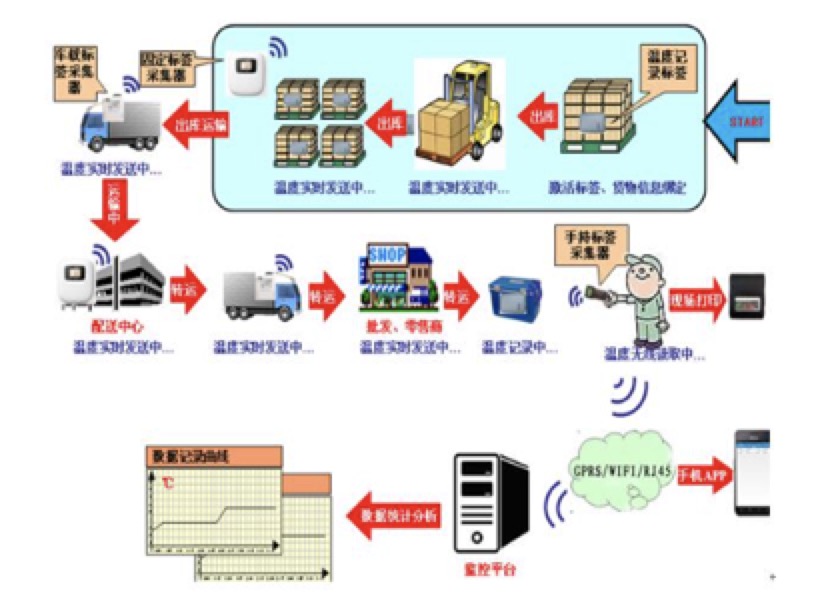 车载标
签采集
器
固定标签
采集器
温度记
录标签
START
出库
出库
出库运输
激活标签、货物信息绑定
温度实时发送中...
温度实时发送中...
温度实时发送中...
运输中
手持标签
采集器
SHOP
转运
转运
转运
现场打印
配送中心
批发、零售商
温度实时发送中...
温度实时发送中...
温度实时发送中...
温度记录中...
温度无线读取中...
GPRS/WIFI/RJ45
手机APP
数据记录曲线
℃
数据统计分析
监控平台